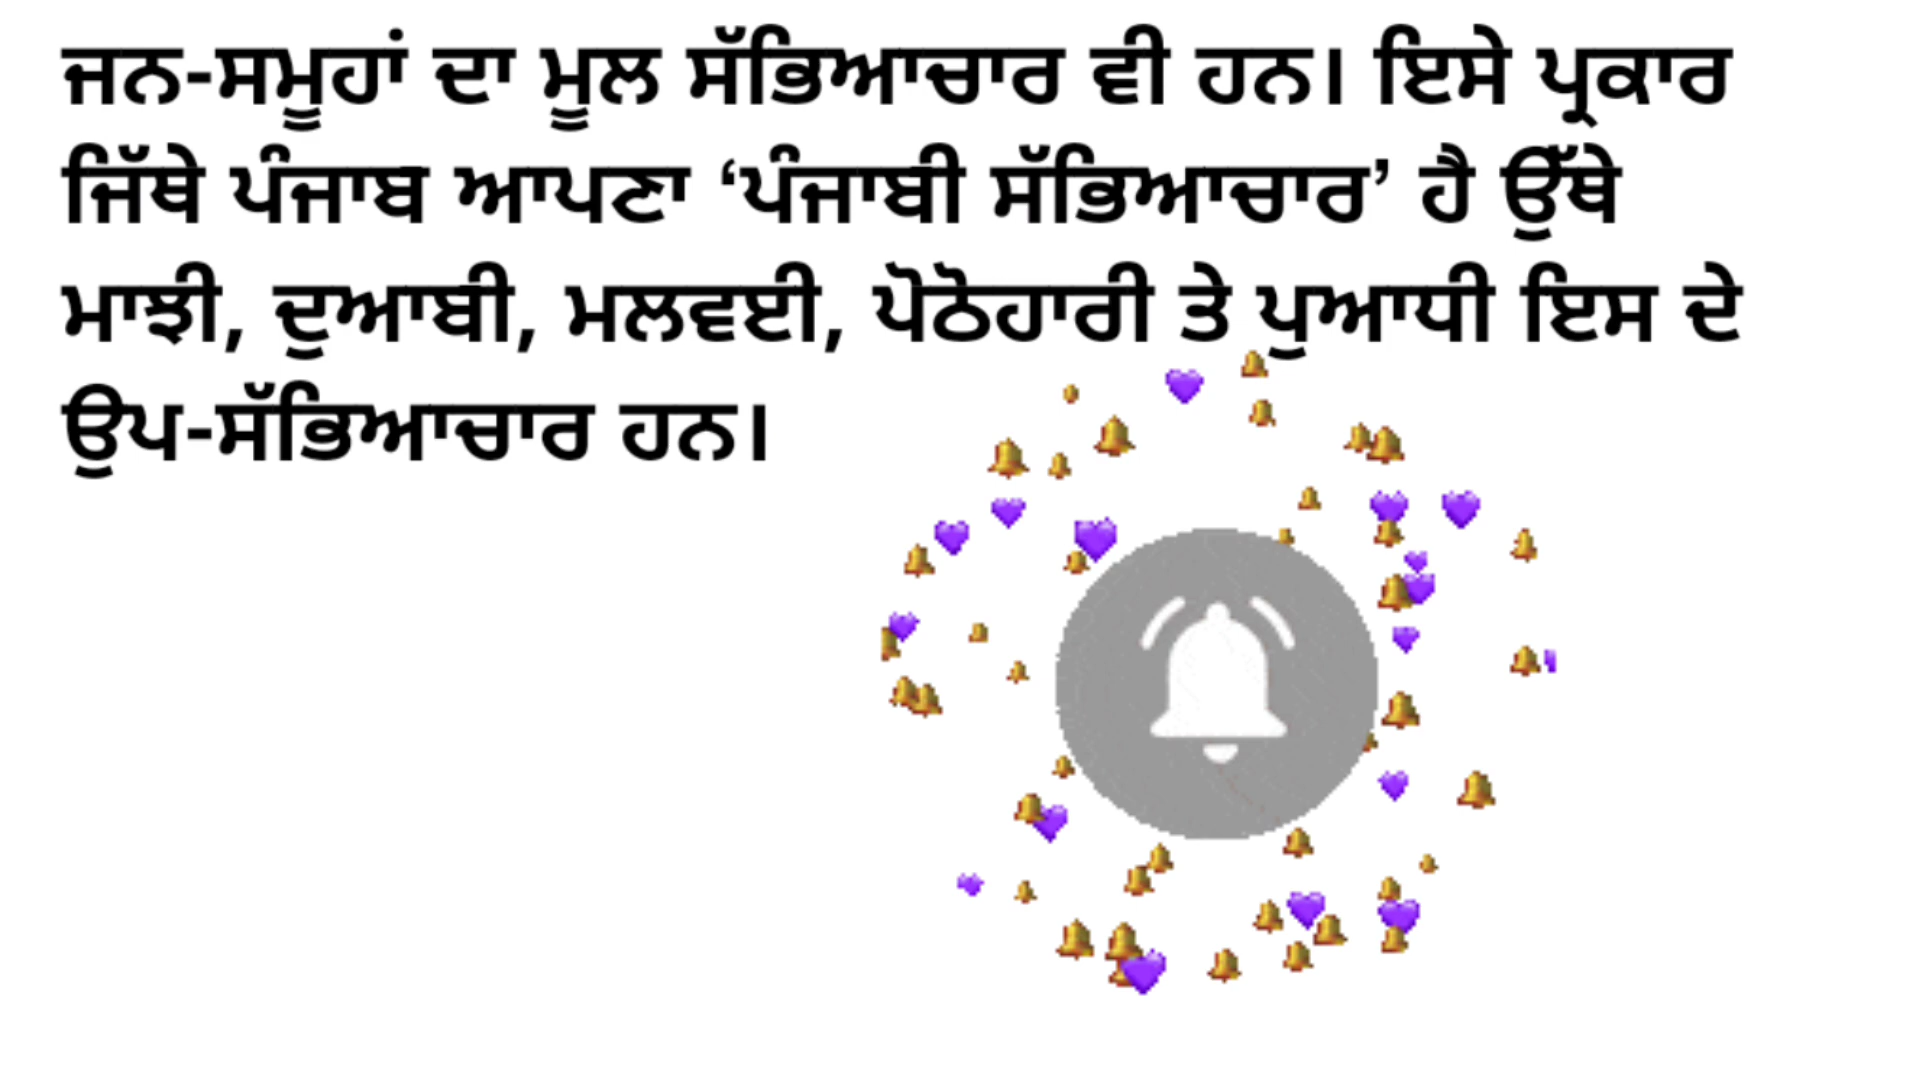 ਜਨ-ਸਮੂਹਾਂ ਦਾ ਮੂਲ ਸੱਭਿਆਚਾਰ ਵੀ ਹਨ। ਇਸੇ ਪ੍ਰਕਾਰ
ਜਿੱਥੇ ਪੰਜਾਬ ਆਪਣਾ ‘ਪੰਜਾਬੀ ਸੱਭਿਆਚਾਰ’ ਹੈ ਉੱਥੇ
ਮਾਝੀ, ਦੁਆਬੀ, ਮਲਵਈ, ਪੋਠੋਹਾਰੀ ਤੇ ਪੁਆਧੀ ਇਸ ਦੇ
ਉਪ-ਸੱਭਿਆਚਾਰ ਹਨ।